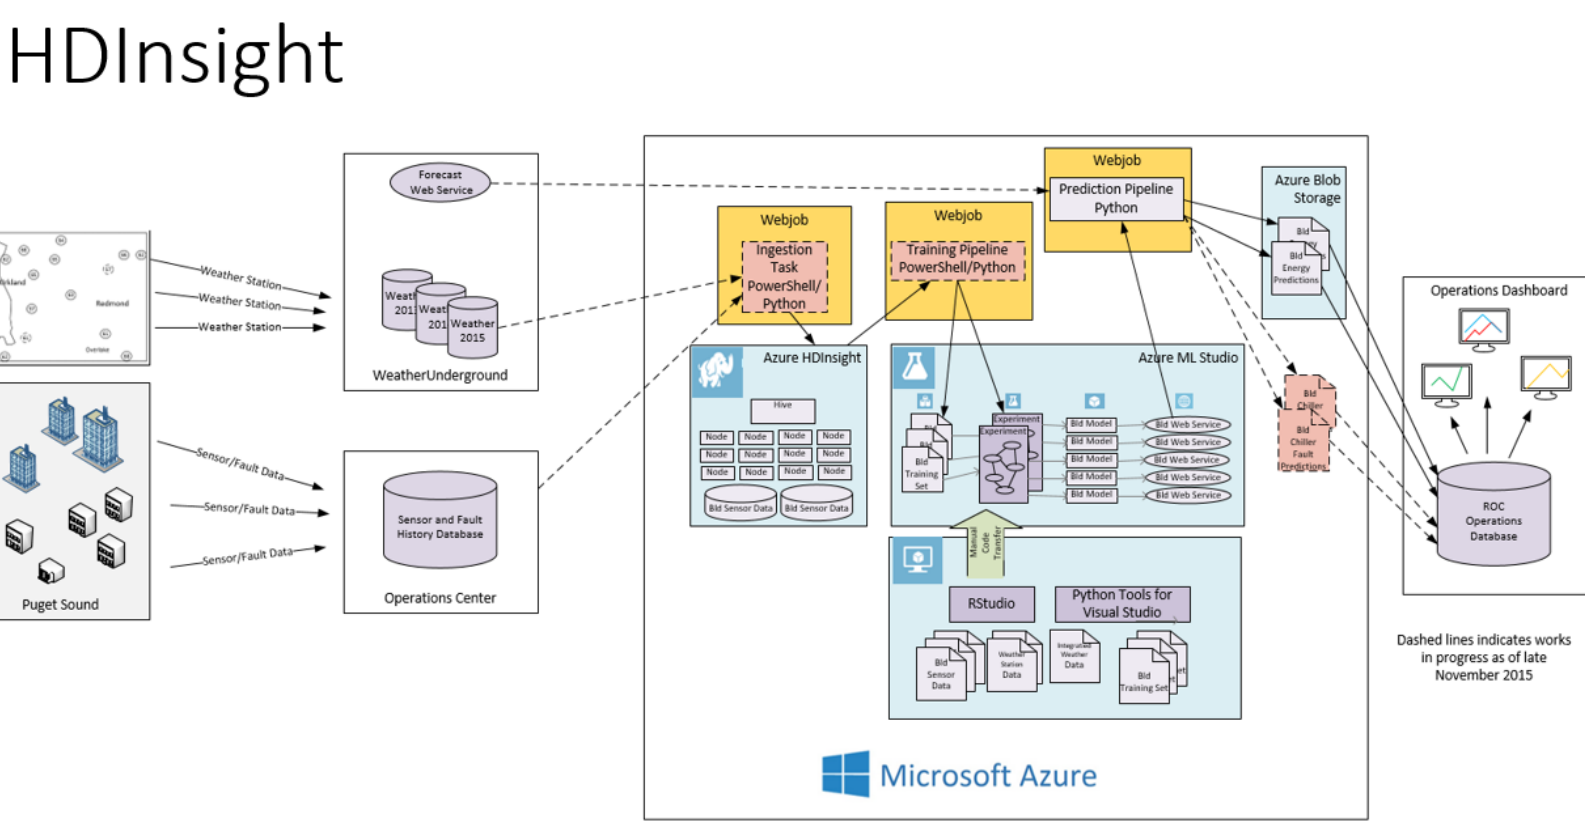 HDInsight
Redmond
Overlake
Weather Station
Weather Station
Weather Station
Sensor/Fault Data
Sensor/Fault Data
Sensor/Fault Data
Puget Sound
Forecast
Web Service
Weather
2015
WeatherUnderground
Sensor and Fault
History Database
Operations Center
Webjob
Ingestion
Task
PowerShell/
Python
Webjob
Training Pipeline
PowerShell/Python
Webjob
Prediction Pipeline
Python
Azure Blob
Storage
Bld
Bld
Energy
Predictions
Azure HDInsight
Hive
Node
Node
Node
Node
Node
Node
Node
Node
Node
Node
Node
Node
Bld Sensor Data
Bld Sensor Data
Azure ML Studio
Bld
Training
Set
Experiment
Experiment
Bld Model
Bld Model
Bld Model
Bld Model
Bld Model
Bld Web Service
Bld Web Service
Bld Web Service
Bld Web Service
Bld Web Service
Manual
Code
Transfer
RStudio
Python Tools for
Visual Studio
Bld
Sensor
Data
Weather
Station
Data
Integrated
Weather
Data
Bld
Training Set
Bld
Chiller
Bld
Chiller
Fault
Predictions
Operations Dashboard
ROC
Operations
Database
Dashed lines indicates works
in progress as of late
November 2015
Microsoft Azure